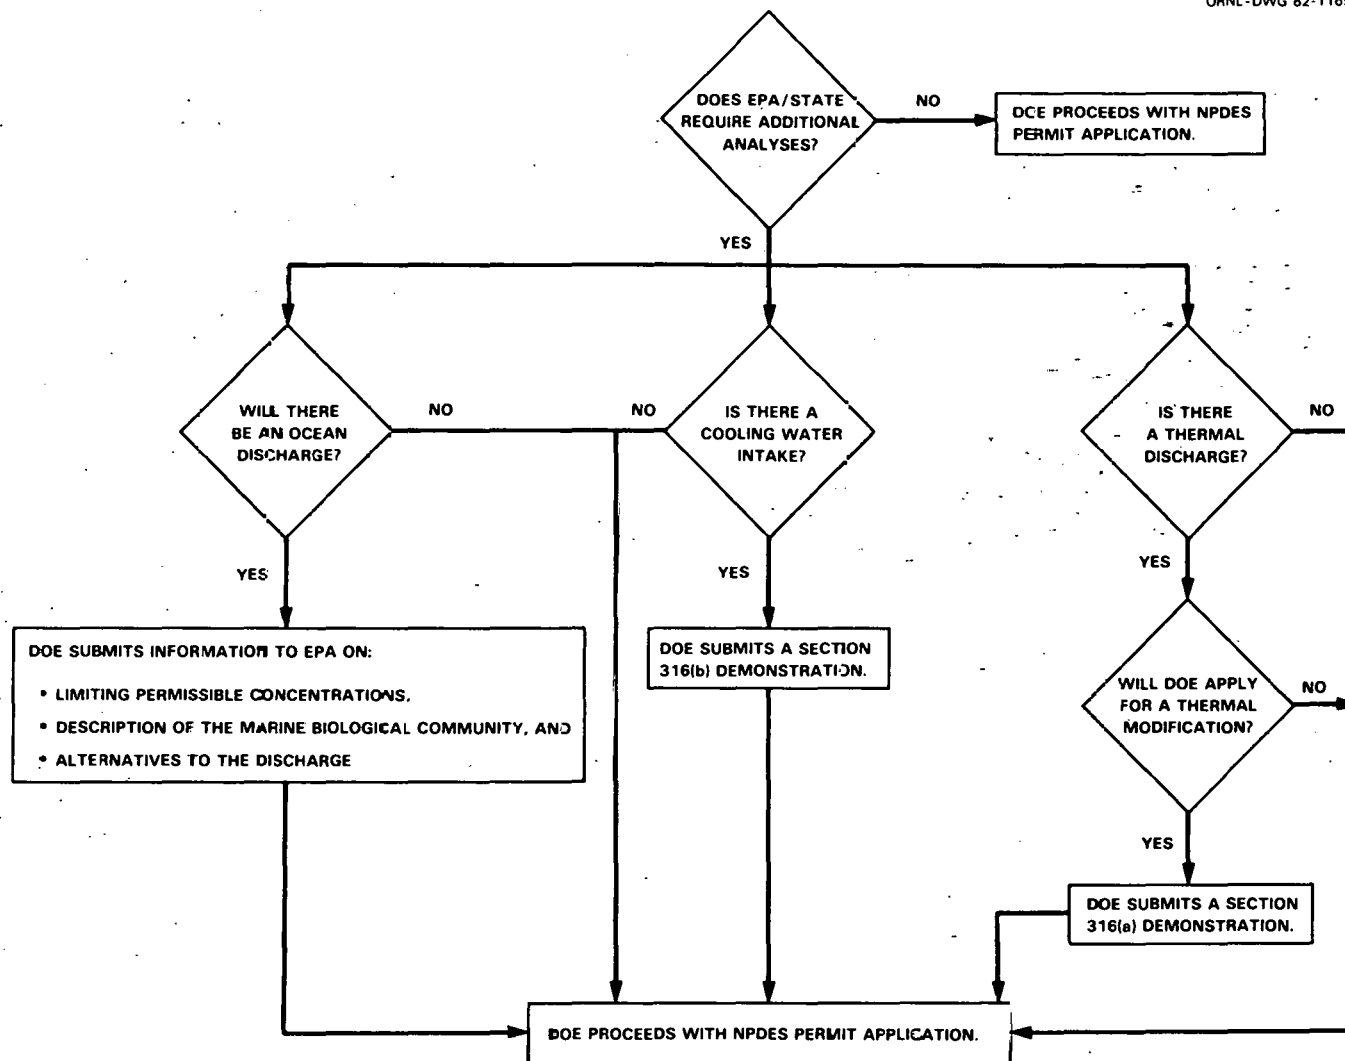 ORNL-DWG 82-116
DOES EPA/STATE
REQUIRE ADDITIONAL
ANALYSES?
NO
DOE PROCEEDS WITH NPDES
PERMIT APPLICATION.
YES
WILL THERE
BE AN OCEAN
DISCHARGE?
NO
NO
IS THERE A
COOLING WATER
INTAKE?
IS THERE
A THERMAL
DISCHARGE?
NO
YES
YES
YES
DOE SUBMITS INFORMATION TO EPA ON:
• LIMITING PERMISSIBLE CONCENTRATIONS,
• DESCRIPTION OF THE MARINE BIOLOGICAL COMMUNITY, AND
• ALTERNATIVES TO THE DISCHARGE
DOE SUBMITS A SECTION
316(b) DEMONSTRATION.
WILL DOE APPLY
FOR A THERMAL
MODIFICATION?
NO
YES
DOE SUBMITS A SECTION
316(a) DEMONSTRATION.
DOE PROCEEDS WITH NPDES PERMIT APPLICATION.